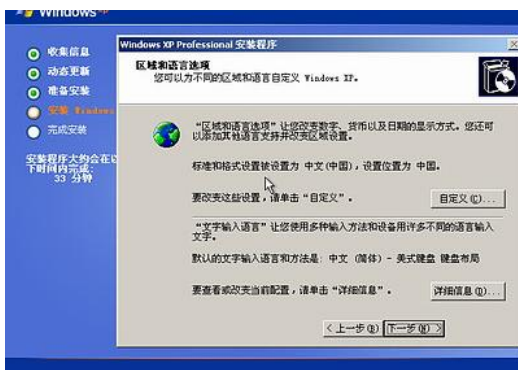 Windows XP
收集信息
动态更新
准备安装
安装 Windows
完成安装
安装程序大约会在以
下时间内完成:
33 分钟
Windows XP Professional 安装程序
区域和语言选项
您可以为不同的区域和语言自定义 Windows XP。
“区域和语言选项”让您改变数字、货币以及日期的显示方式。您还可
以添加其他语言支持并改变区域设置。
标准和格式设置被设置为 中文(中国)，设置位置为 中国。
要改变这些设置，请单击“自定义”。
自定义(C)...
“文字输入语言”让您使用多种输入方法和设备用许多不同的语言输入
文字。
默认的文字输入语言和方法是: 中文 (简体) - 美式键盘 键盘布局
要查看或改变当前配置，请单击“详细信息”。
详细信息(D)...
< 上一步(B)
下一步(N) >